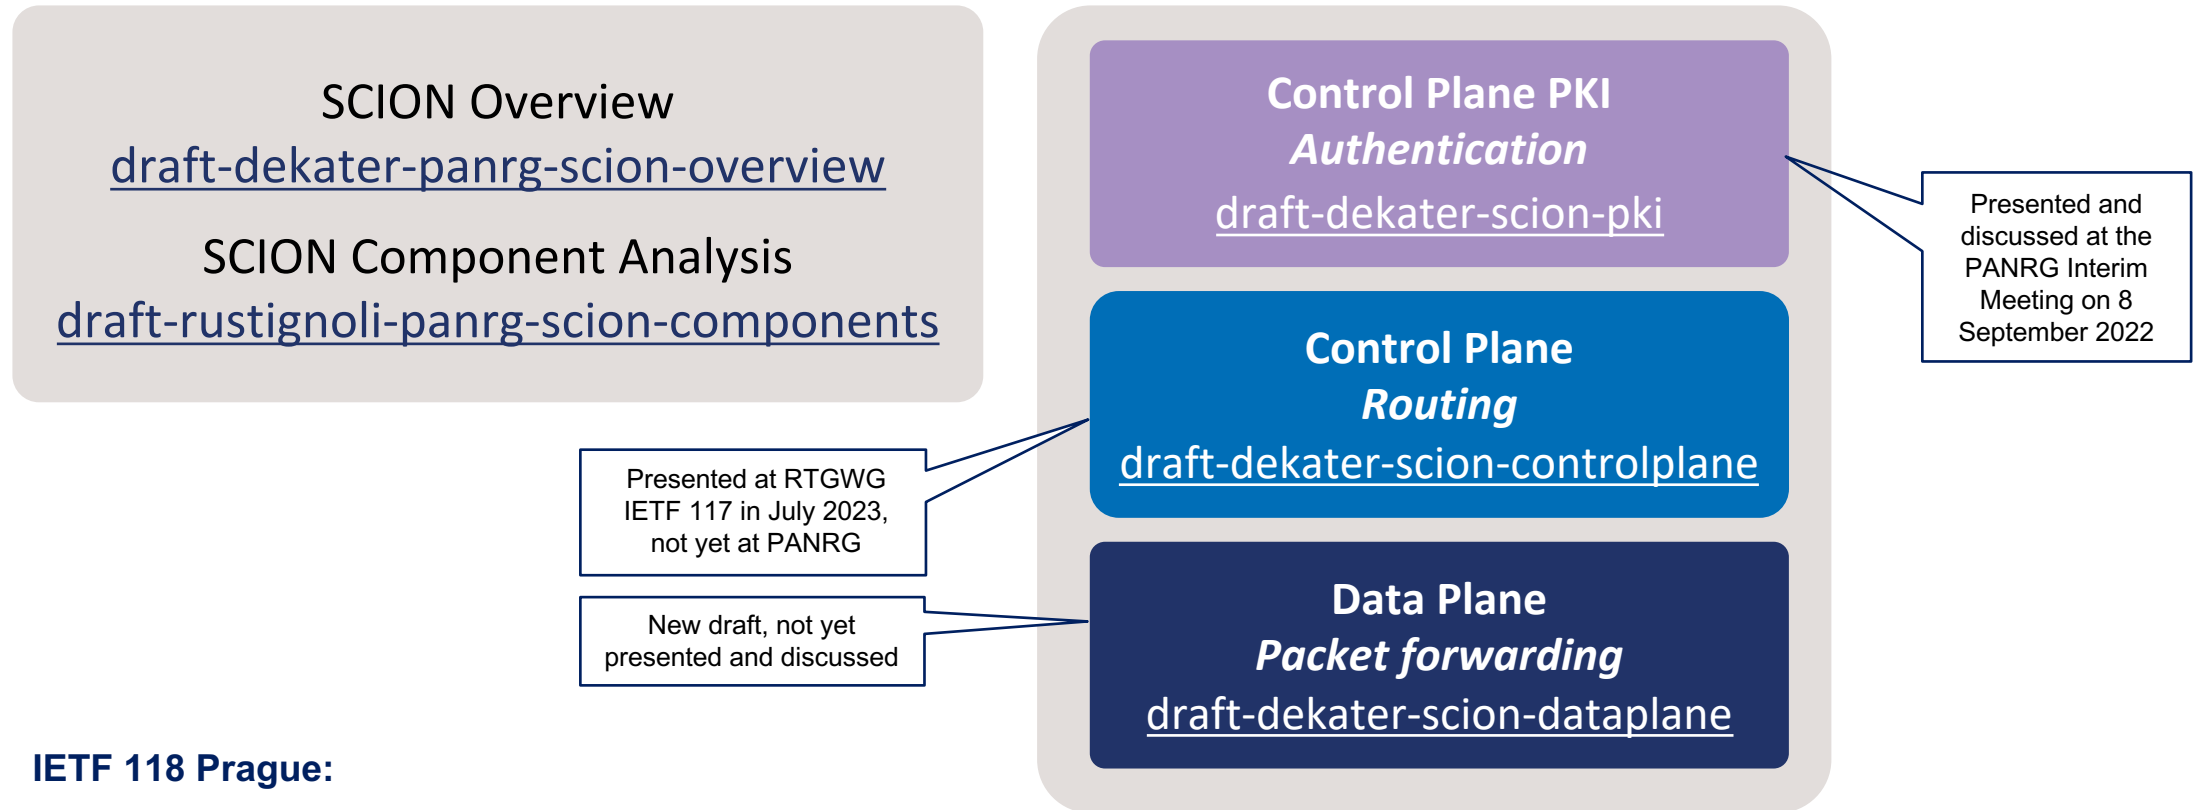 SCION Overview
draft-dekater-panrg-scion-overview
SCION Component Analysis
draft-rustignoli-panrg-scion-components
Control Plane PKI
Authentication
draft-dekater-scion-pki
Presented and
discussed at the
PANRG Interim
Meeting on 8
September 2022
Control Plane
Routing
draft-dekater-scion-controlplane
Presented at RTGWG
IETF 117 in July 2023,
not yet at PANRG
Data Plane
Packet forwarding
draft-dekater-scion-dataplane
New draft, not yet
presented and discussed
IETF 118 Prague: